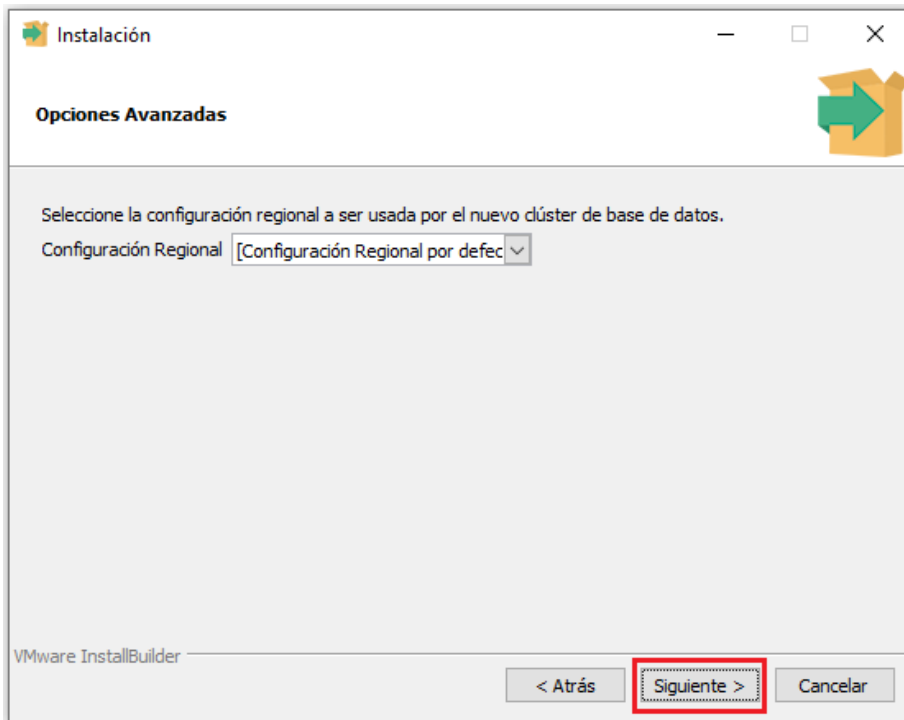 Instalación
Opciones Avanzadas
Seleccione la configuración regional a ser usada por el nuevo clúster de base de datos.
Configuración Regional [Configuración Regional por defec
VMware InstallBuilder
< Atrás Siguiente > Cancelar